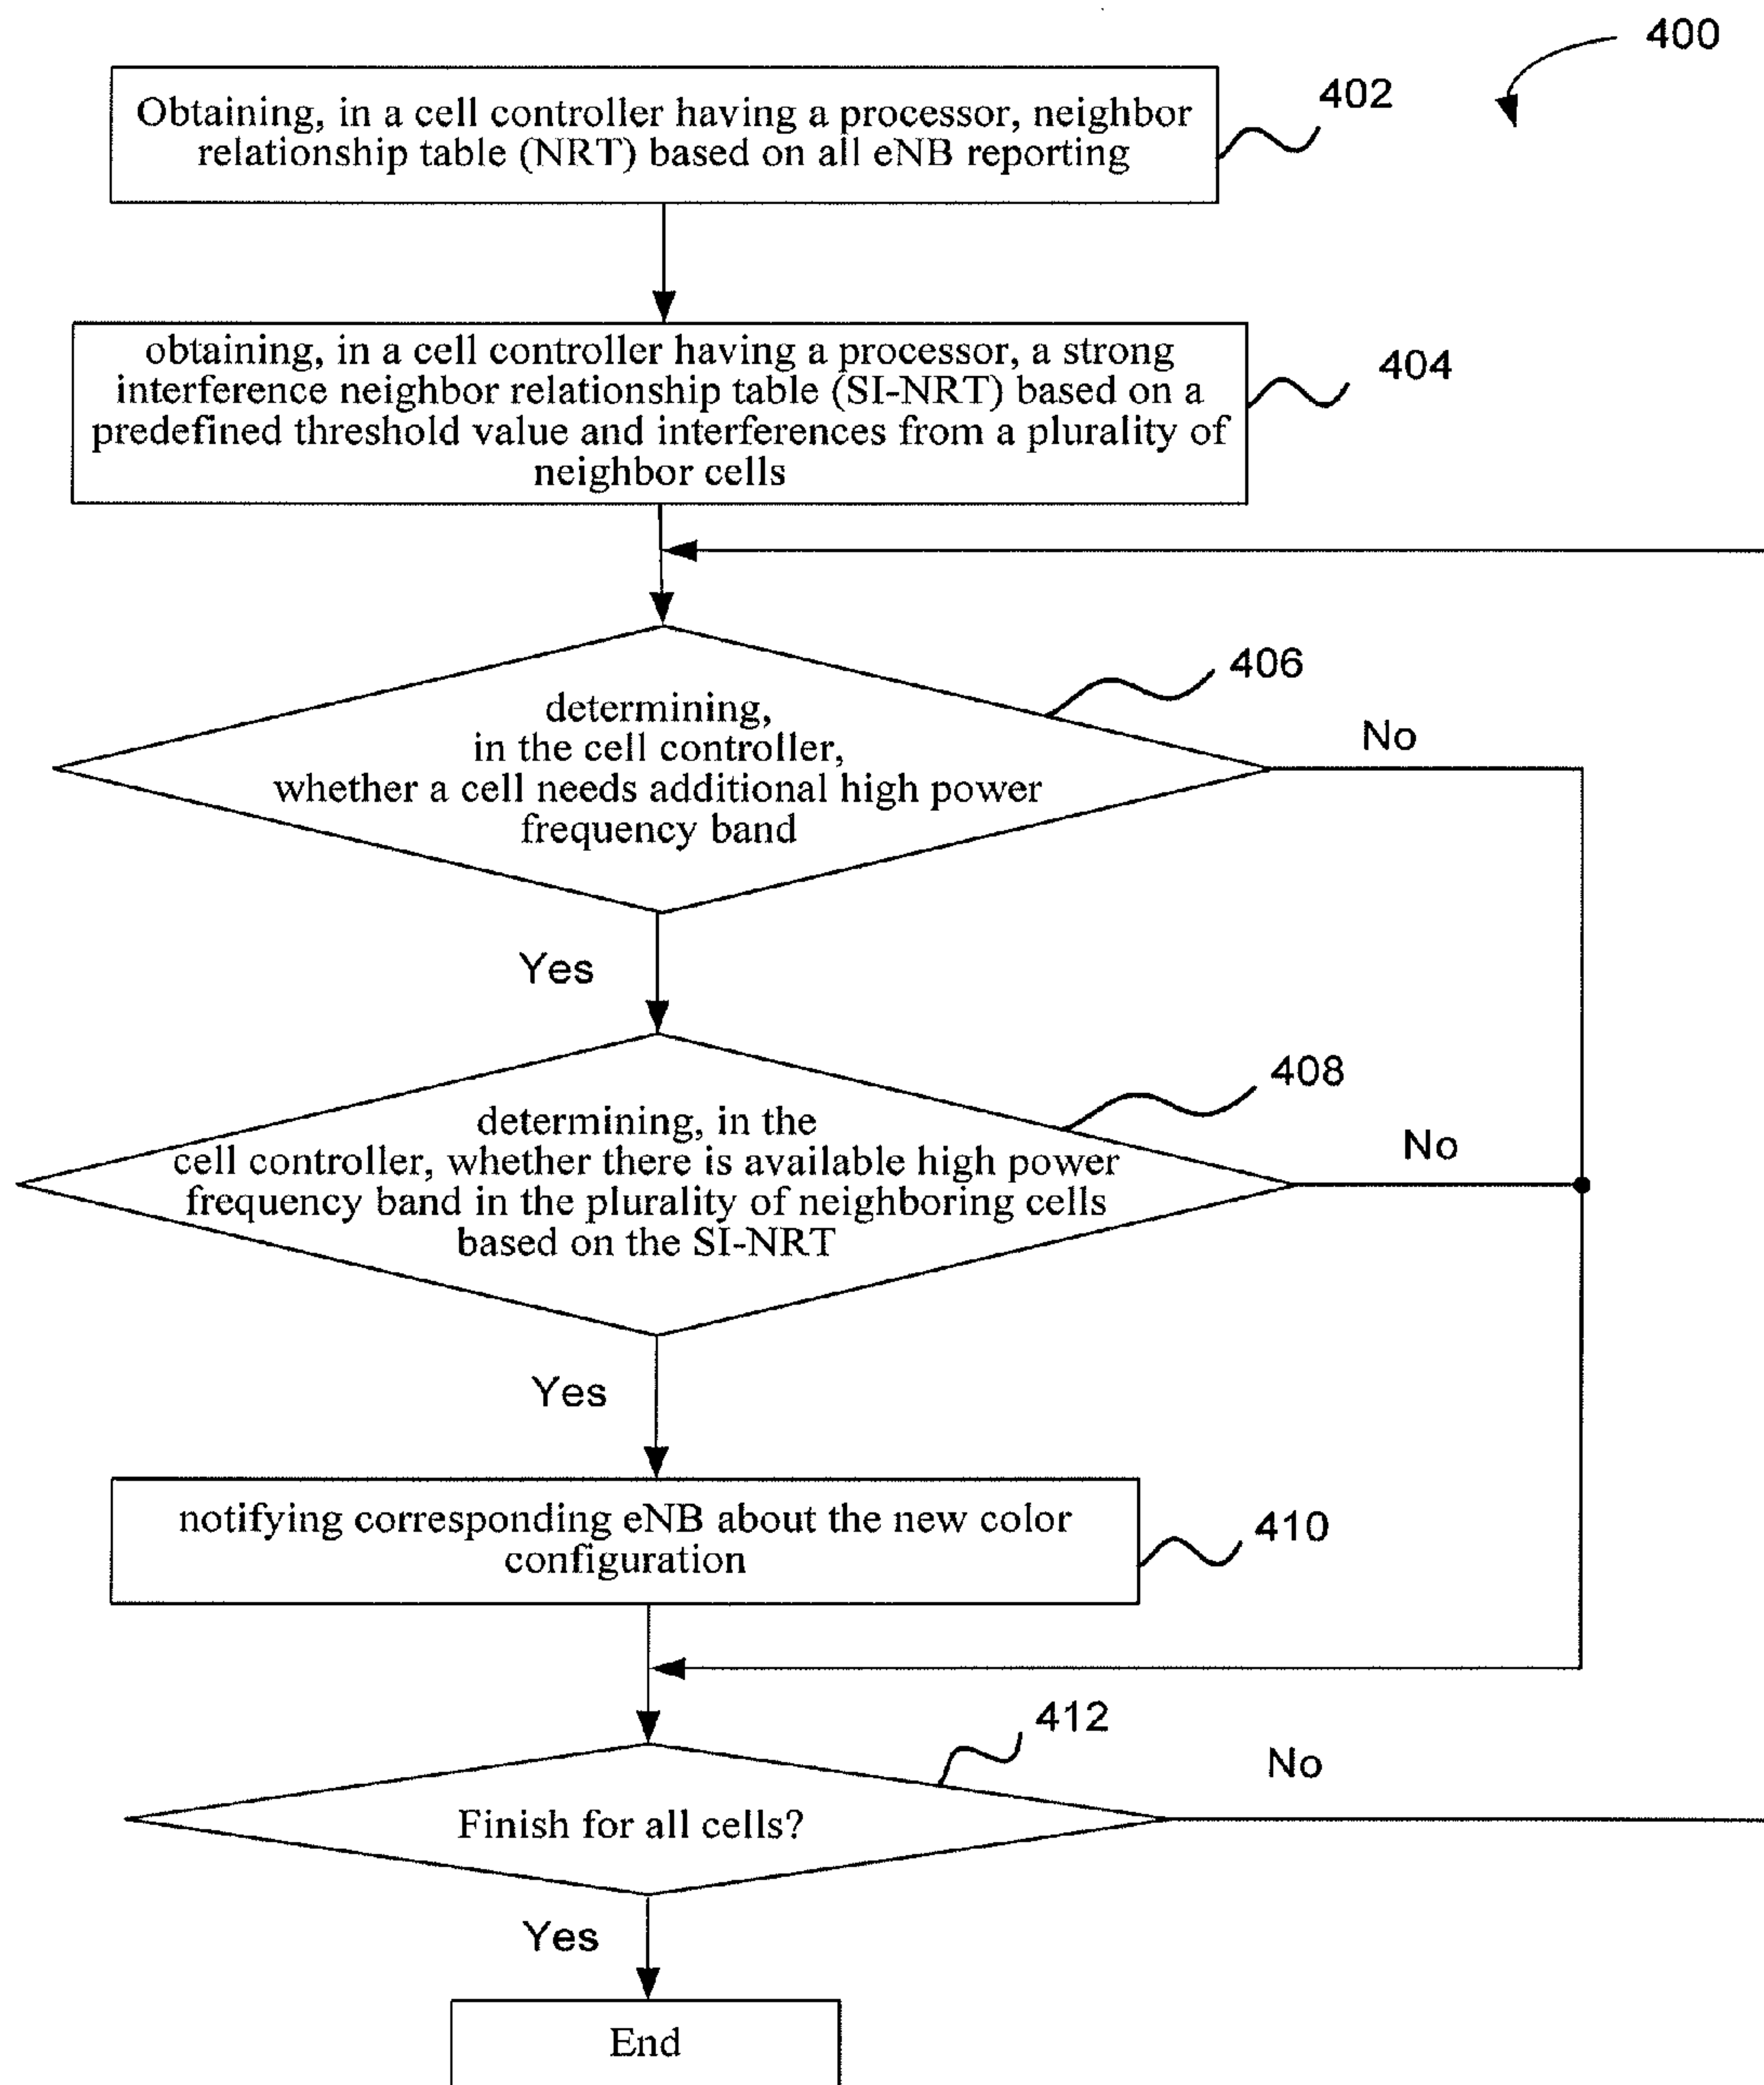 400
402
Obtaining, in a cell controller having a processor, neighbor
relationship table (NRT) based on all eNB reporting
404
obtaining, in a cell controller having a processor, a strong
interference neighbor relationship table (SI-NRT) based on a
predefined threshold value and interferences from a plurality of
neighbor cells
406
determining,
in the cell controller,
whether a cell needs additional high power
frequency band
No
Yes
408
determining, in the
cell controller, whether there is available high power
frequency band in the plurality of neighboring cells
based on the SI-NRT
No
Yes
notifying corresponding eNB about the new color
configuration
410
412
No
Finish for all cells?
Yes
End